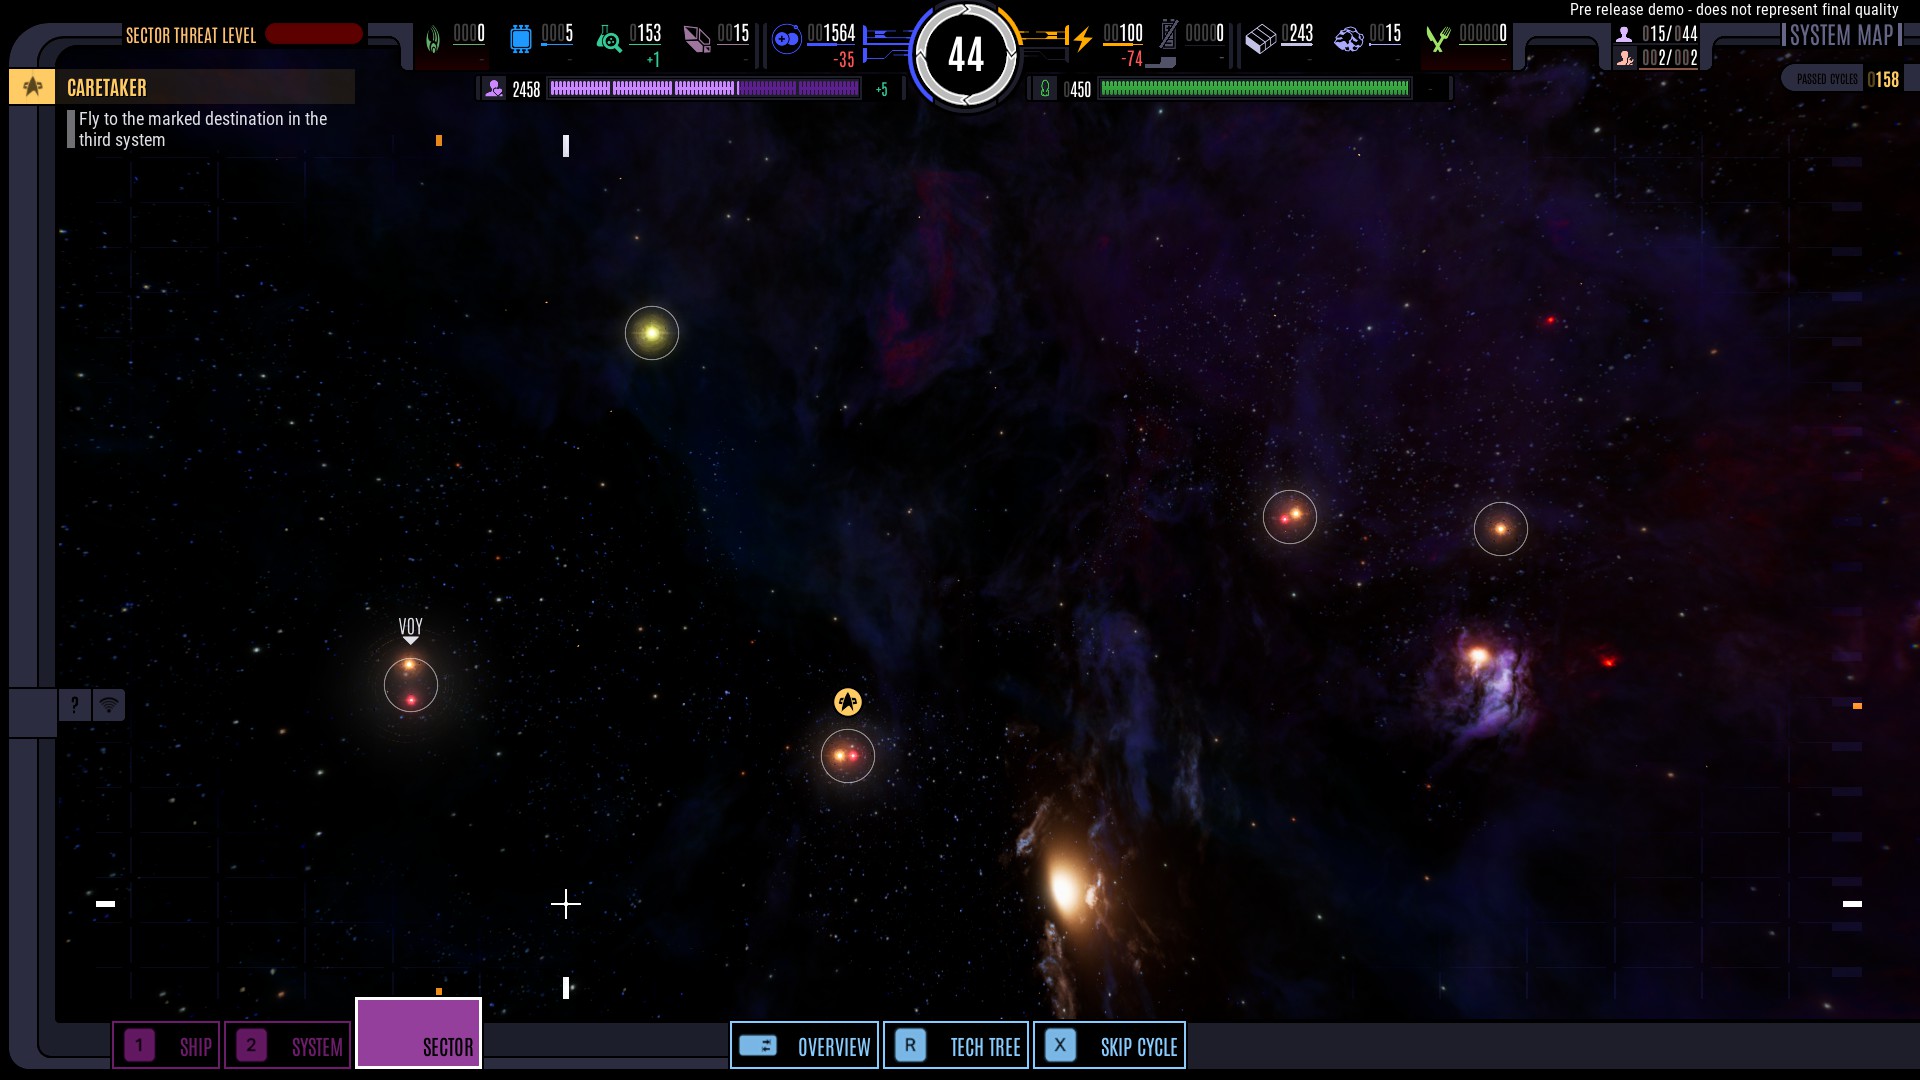 Pre release demo - does not represent final quality
SECTOR THREAT LEVEL
0000
0005
0153
+1
0015
001564
-35
44
00100
-74
00000
0243
0015
000000
015/044
002/002
SYSTEM MAP
CARETAKER
2458
+5
0450
PASSED CYCLES 0158
Fly to the marked destination in the
third system
VOY
?
1 SHIP
2 SYSTEM
SECTOR
OVERVIEW
R TECH TREE
X SKIP CYCLE